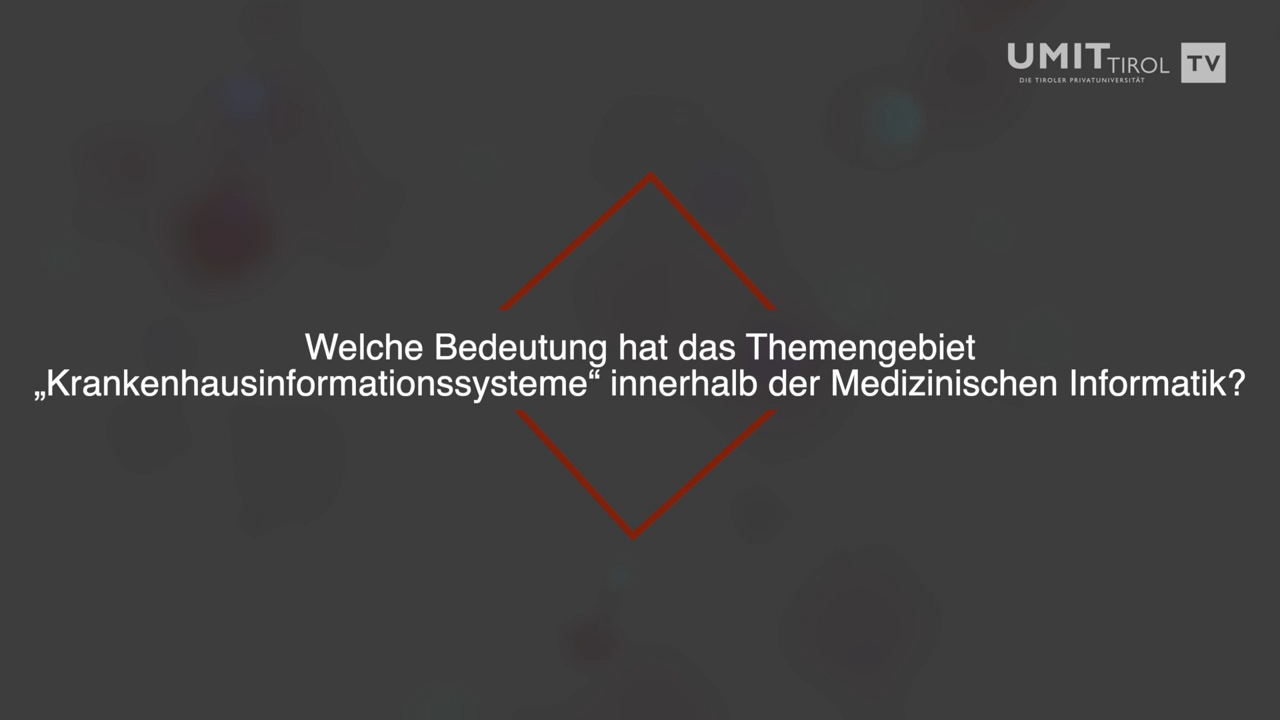 UMIT TIROL TV
DIE TIROLER PRIVATUNIVERSITÄT
Welche Bedeutung hat das Themengebiet
„Krankenhausinformationssysteme“ innerhalb der Medizinischen Informatik?